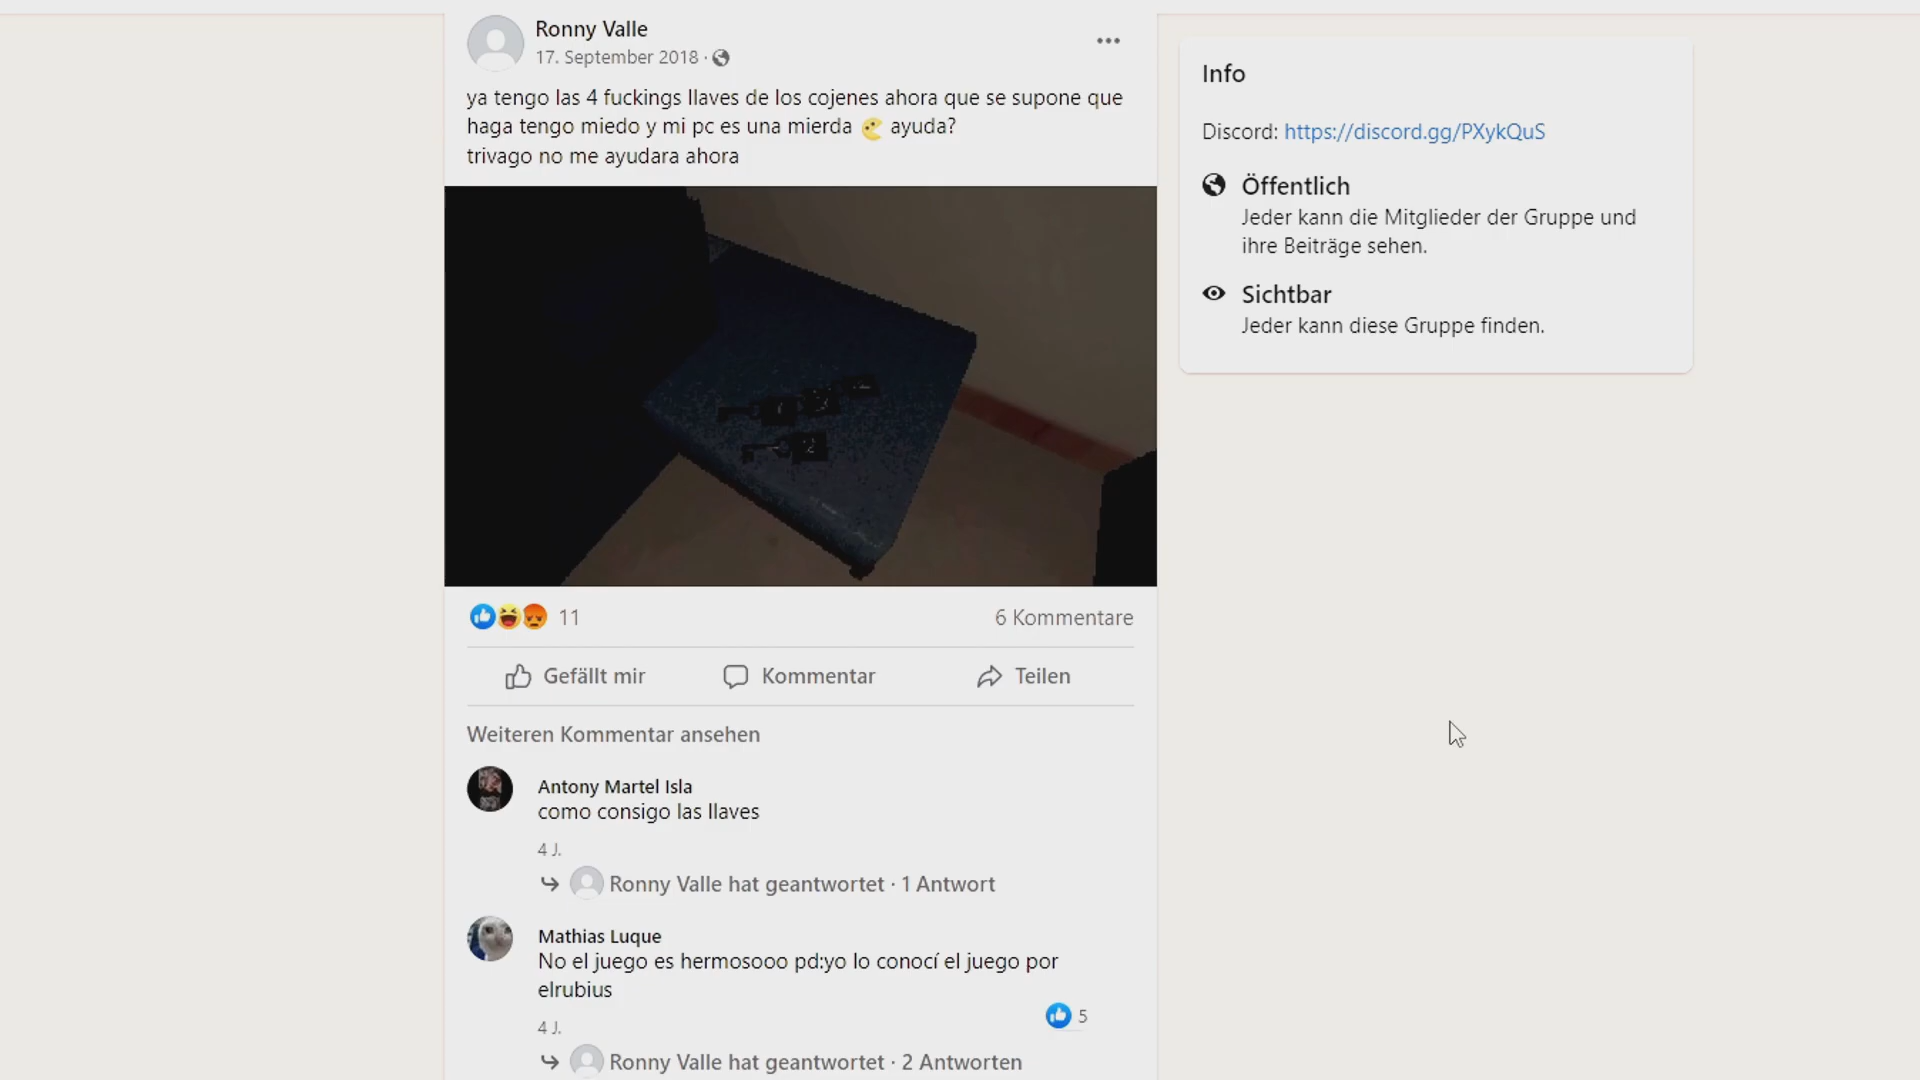 Ronny Valle
17. September 2018 ·
ya tengo las 4 fuckings llaves de los cojenes ahora que se supone que
haga tengo miedo y mi pc es una mierda ayuda?
trivago no me ayudara ahora
11
6 Kommentare
Gefällt mir
Kommentar
Teilen
Weiteren Kommentar ansehen
Antony Martel Isla
como consigo las llaves
4 J.
Ronny Valle hat geantwortet · 1 Antwort
Mathias Luque
No el juego es hermosooo pd:yo lo conocí el juego por
elrubius
5
4 J.
Ronny Valle hat geantwortet · 2 Antworten
Info
Discord: https://discord.gg/PXykQuS
Öffentlich
Jeder kann die Mitglieder der Gruppe und
ihre Beiträge sehen.
Sichtbar
Jeder kann diese Gruppe finden.